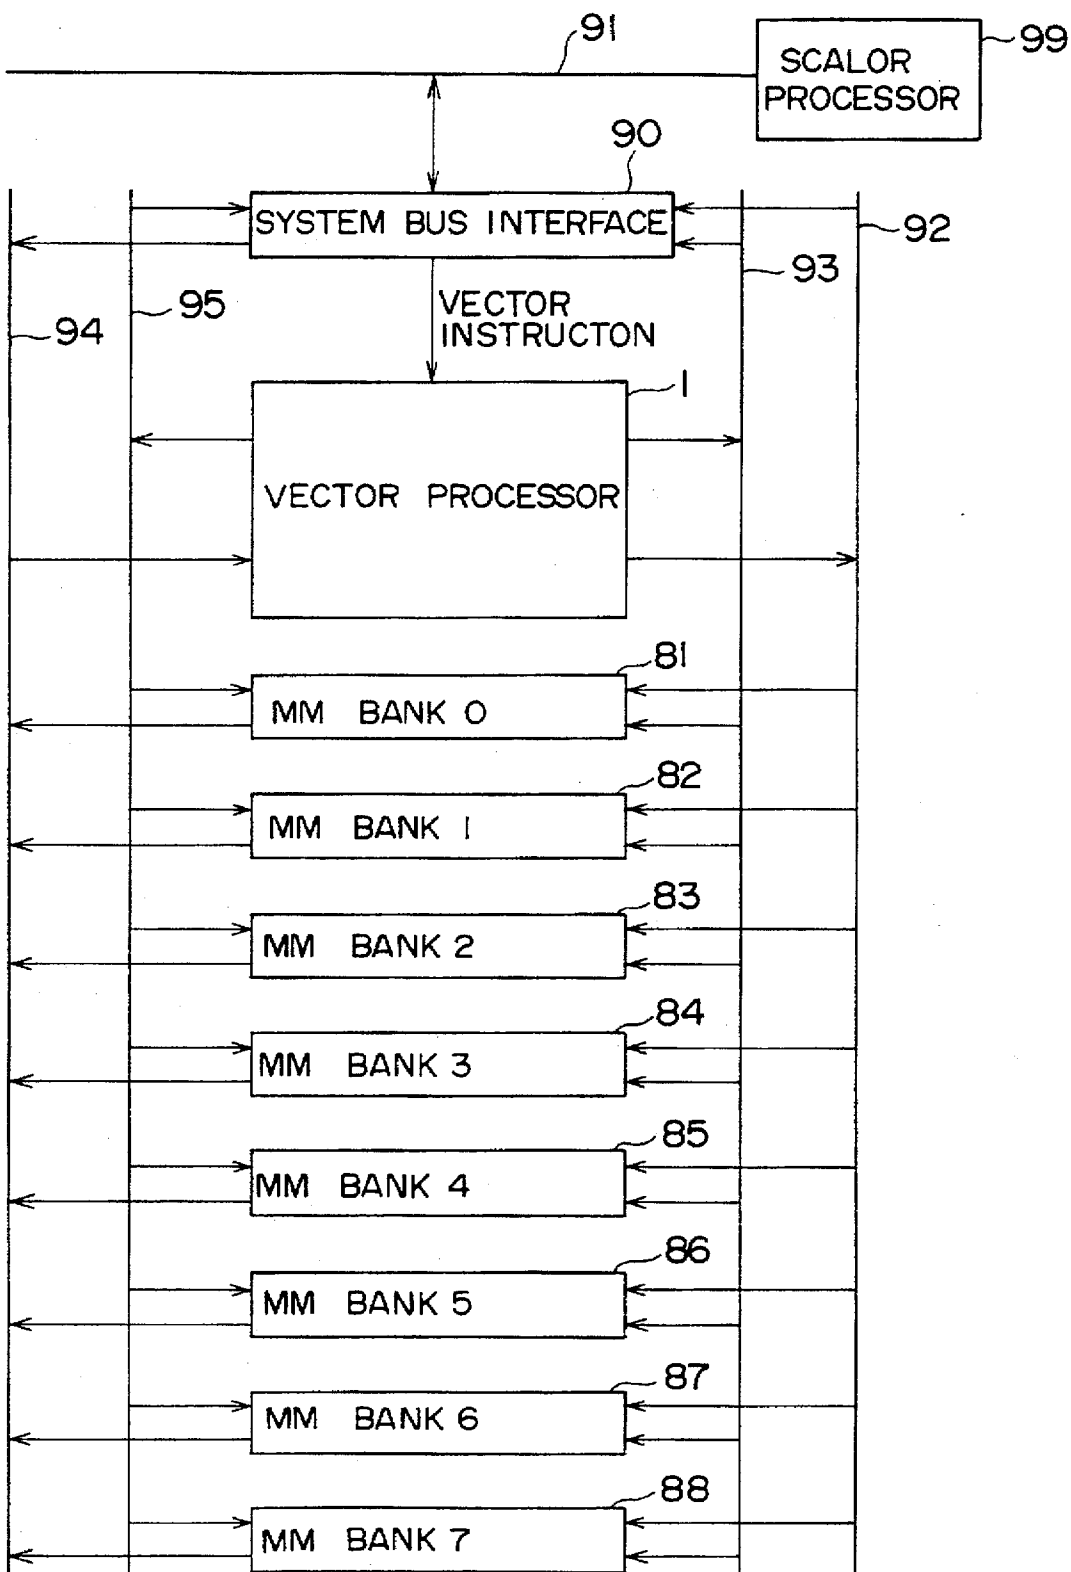 91
SCALOR
PROCESSOR
99
90
SYSTEM BUS INTERFACE
92
93
95
94
VECTOR
INSTRUCTON
1
VECTOR PROCESSOR
81
MM BANK 0
82
MM BANK 1
83
MM BANK 2
84
MM BANK 3
85
MM BANK 4
86
MM BANK 5
87
MM BANK 6
88
MM BANK 7